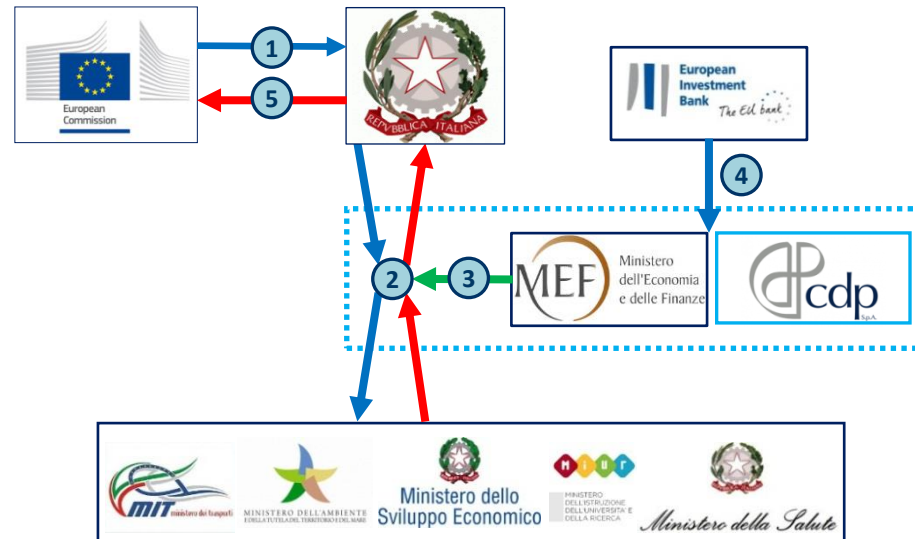 1
5
European
Commission
REPVBBLICA ITALIANA
European
Investment
Bank
The EU bank
4
2
3
MEF
Ministero
dell'Economia
e delle Finanze
cdp
S.p.A.
MIT ministero dei trasporti
MINISTERO DELL'AMBIENTE
E DELLA TUTELA DEL TERRITORIO E DEL MARE
Ministero dello
Sviluppo Economico
MIUR
MINISTERO
DELL'ISTRUZIONE
DELL'UNIVERSITA' E
DELLA RICERCA
Ministero della Salute